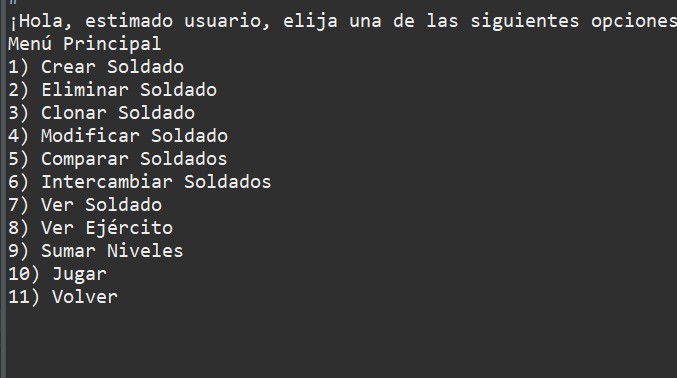 ¡Hola, estimado usuario, elija una de las siguientes opciones
Menú Principal
1) Crear Soldado
2) Eliminar Soldado
3) Clonar Soldado
4) Modificar Soldado
5) Comparar Soldados
6) Intercambiar Soldados
7) Ver Soldado
8) Ver Ejército
9) Sumar Niveles
10) Jugar
11) Volver